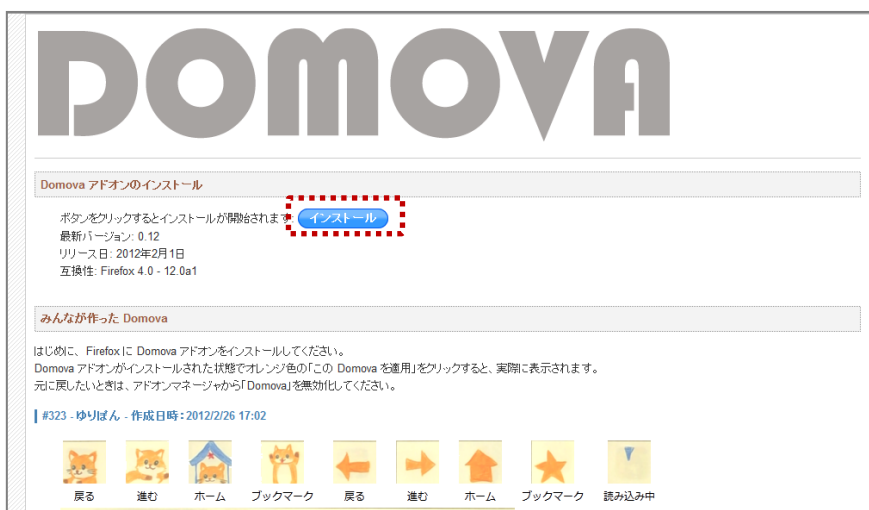 DOMOVA
Domova アドオンのインストール
ボタンをクリックするとインストールが開始されます: インストール
最新バージョン: 0.12
リリース日: 2012年2月1日
互換性: Firefox 4.0 - 12.0a1
みんなが作った Domova
はじめに、 Firefox に Domova アドオンをインストールしてください。
Domova アドオンがインストールされた状態でオレンジ色の「この Domova を適用」をクリックすると、実際に表示されます。
元に戻したいときは、アドオンマネージャから「Domova」を無効化してください。
#323 - ゆりぱん - 作成日時：2012/2/26 17:02
戻る 進む ホーム ブックマーク 戻る 進む ホーム ブックマーク 読み込み中